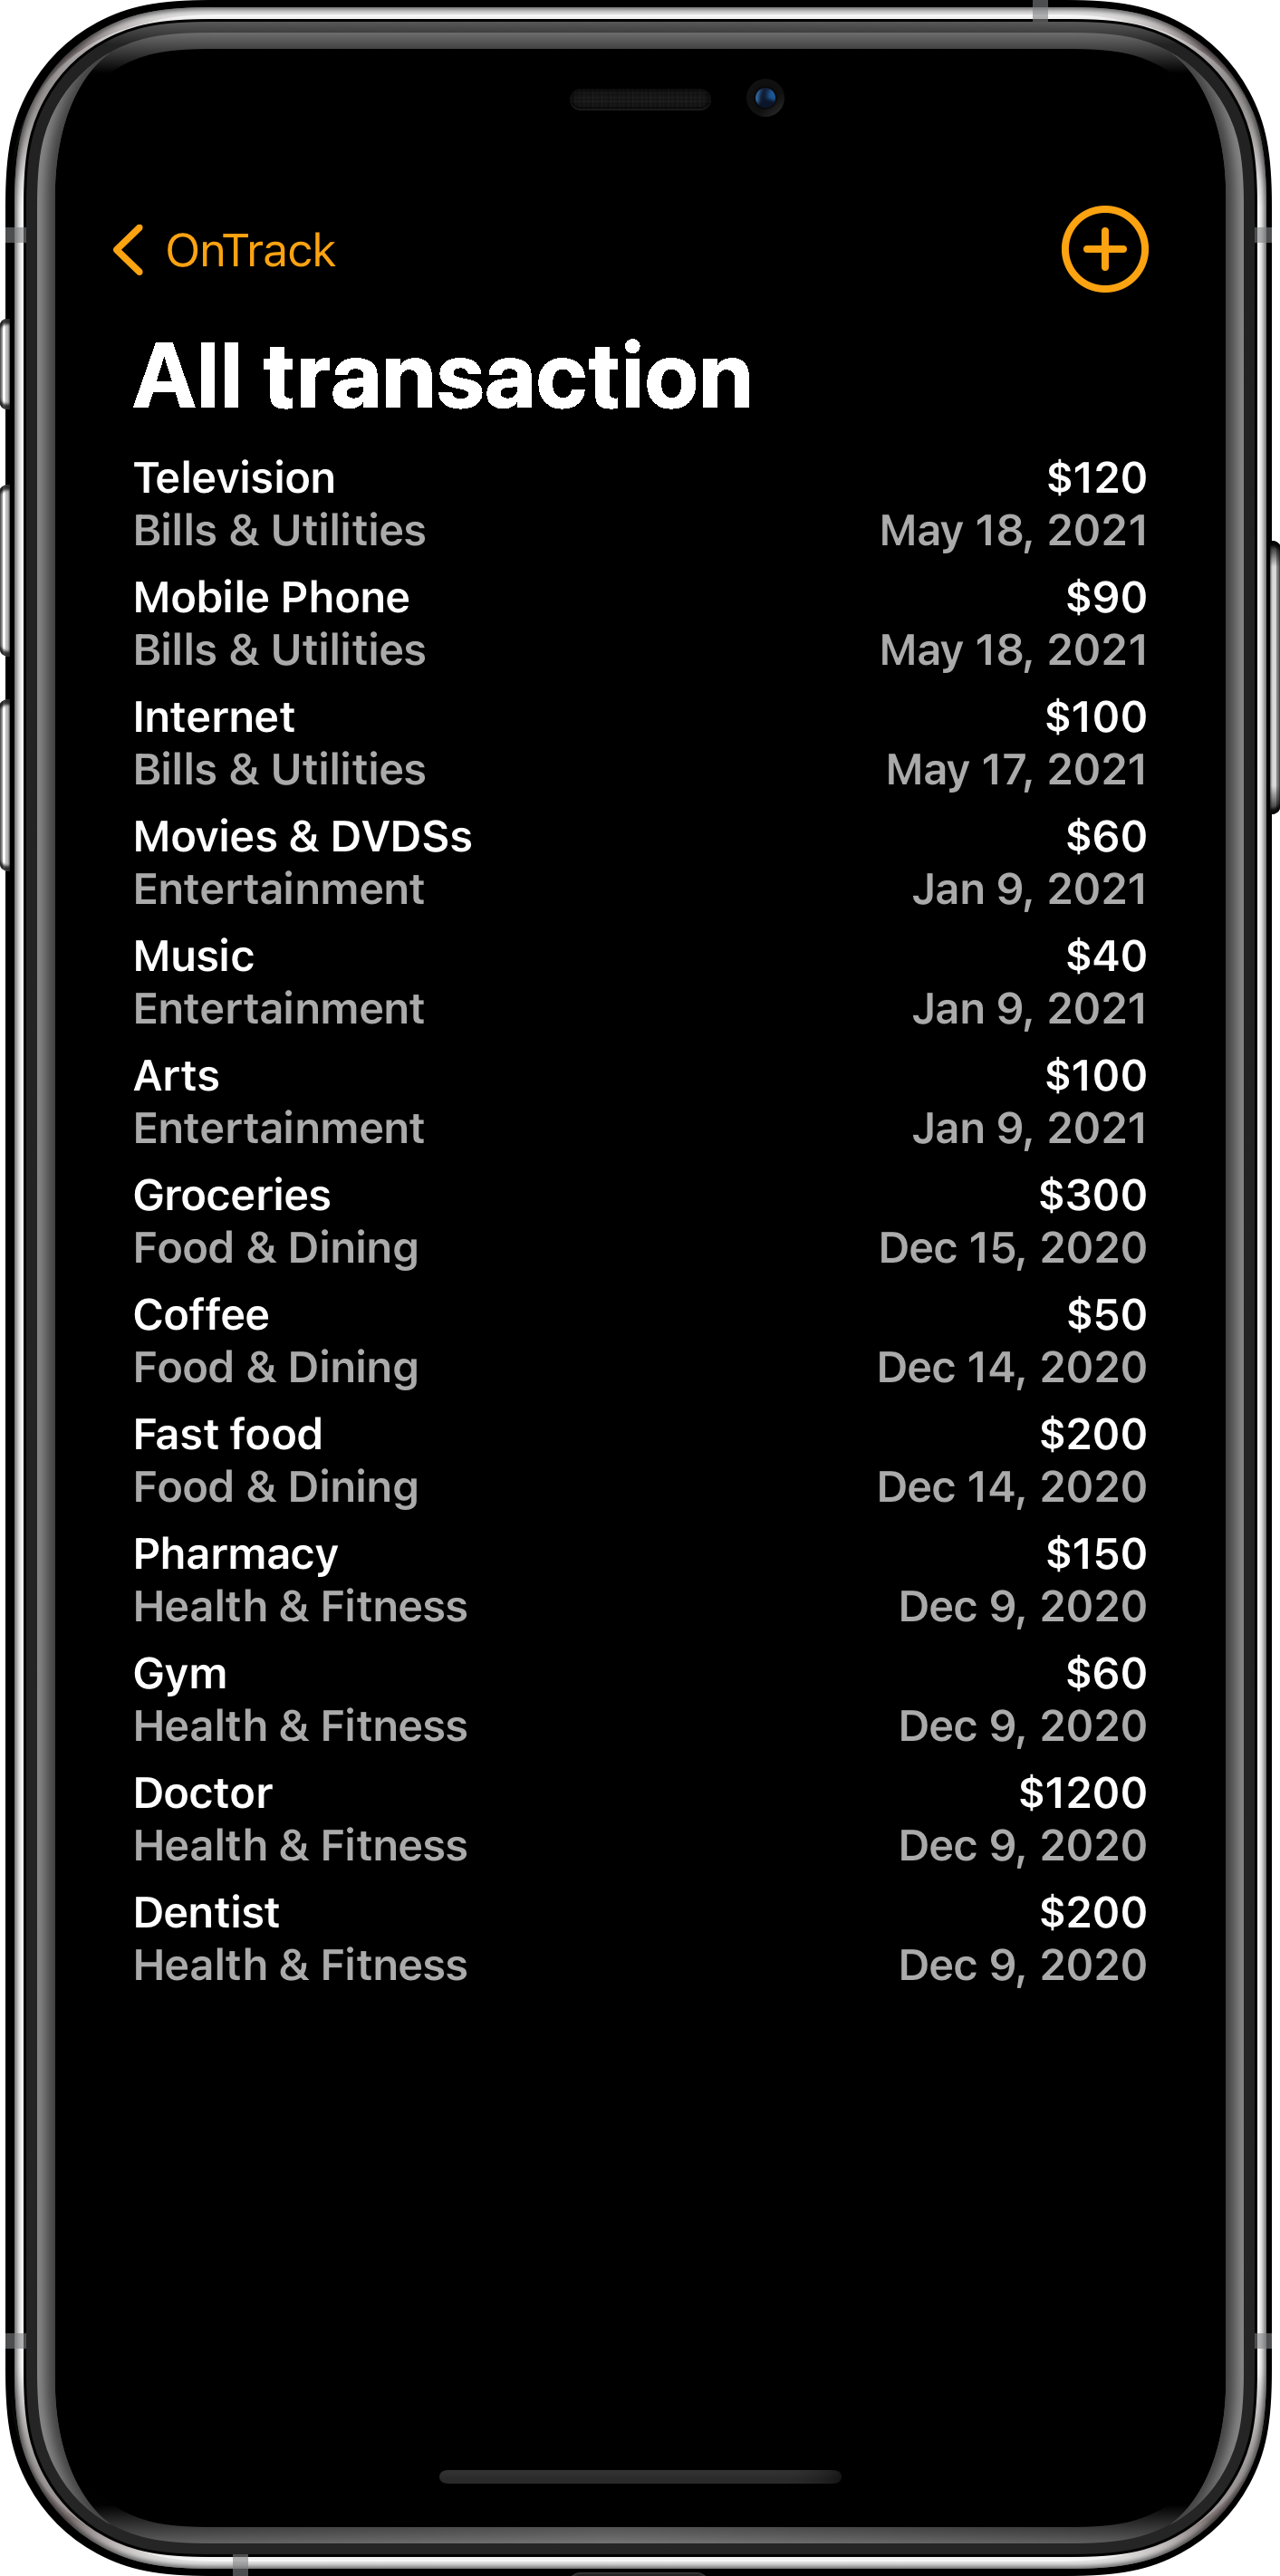 OnTrack
All transaction
Television $120
Bills & Utilities May 18, 2021
Mobile Phone $90
Bills & Utilities May 18, 2021
Internet $100
Bills & Utilities May 17, 2021
Movies & DVDSs $60
Entertainment Jan 9, 2021
Music $40
Entertainment Jan 9, 2021
Arts $100
Entertainment Jan 9, 2021
Groceries $300
Food & Dining Dec 15, 2020
Coffee $50
Food & Dining Dec 14, 2020
Fast food $200
Food & Dining Dec 14, 2020
Pharmacy $150
Health & Fitness Dec 9, 2020
Gym $60
Health & Fitness Dec 9, 2020
Doctor $1200
Health & Fitness Dec 9, 2020
Dentist $200
Health & Fitness Dec 9, 2020